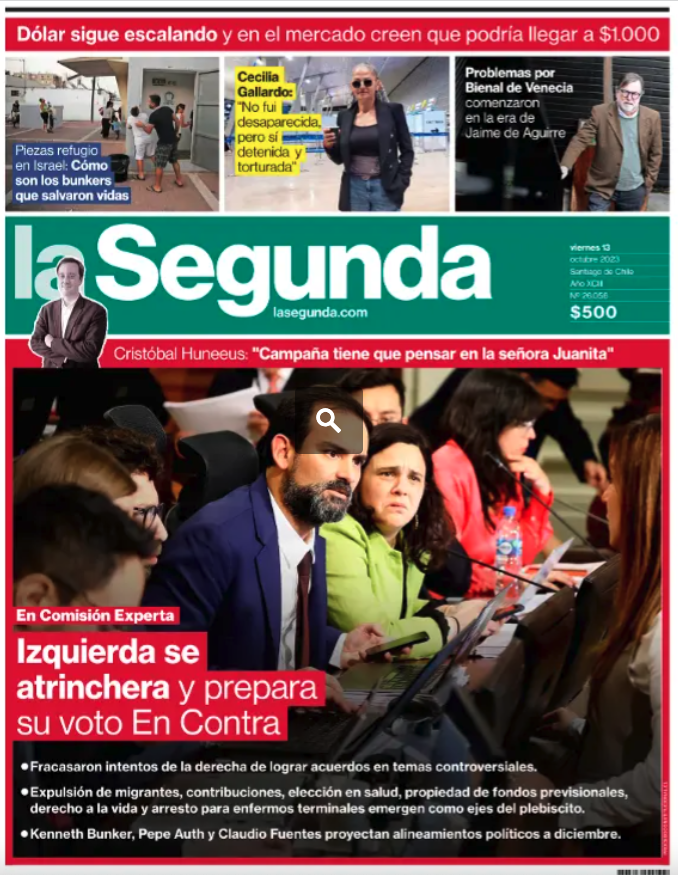 Dólar sigue escalando y en el mercado creen que podría llegar a $1.000
Piezas refugio
en Israel: Cómo
son los bunkers
que salvaron vidas
Cecilia
Gallardo:
"No fui
desaparecida,
pero sí
detenida y
torturada"
Problemas por
Bienal de Venecia
comenzaron
en la era de
Jaime de Aguirre
la Segunda
lasegunda.com
viernes 13
octubre 2023
Santiago de Chile
Año XCIII
Nº 26.058
$500
Cristóbal Huneeus: "Campaña tiene que pensar en la señora Juanita"
En Comisión Experta
Izquierda se
atrinchera y prepara
su voto En Contra
● Fracasaron intentos de la derecha de lograr acuerdos en temas controversiales.
● Expulsión de migrantes, contribuciones, elección en salud, propiedad de fondos previsionales,
derecho a la vida y arresto para enfermos terminales emergen como ejes del plebiscito.
● Kenneth Bunker, Pepe Auth y Claudio Fuentes proyectan alineamientos políticos a diciembre.